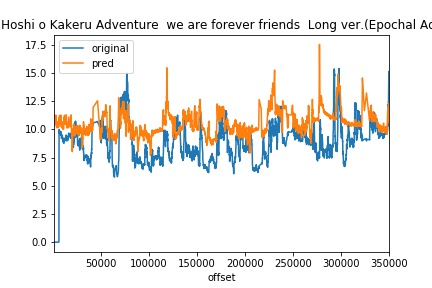 Hoshi o Kakeru Adventure  we are forever friends  Long ver.(Epochal Ad
original
pred
17.5
15.0
12.5
10.0
7.5
5.0
2.5
0.0
50000 100000 150000 200000 250000 300000 350000
offset